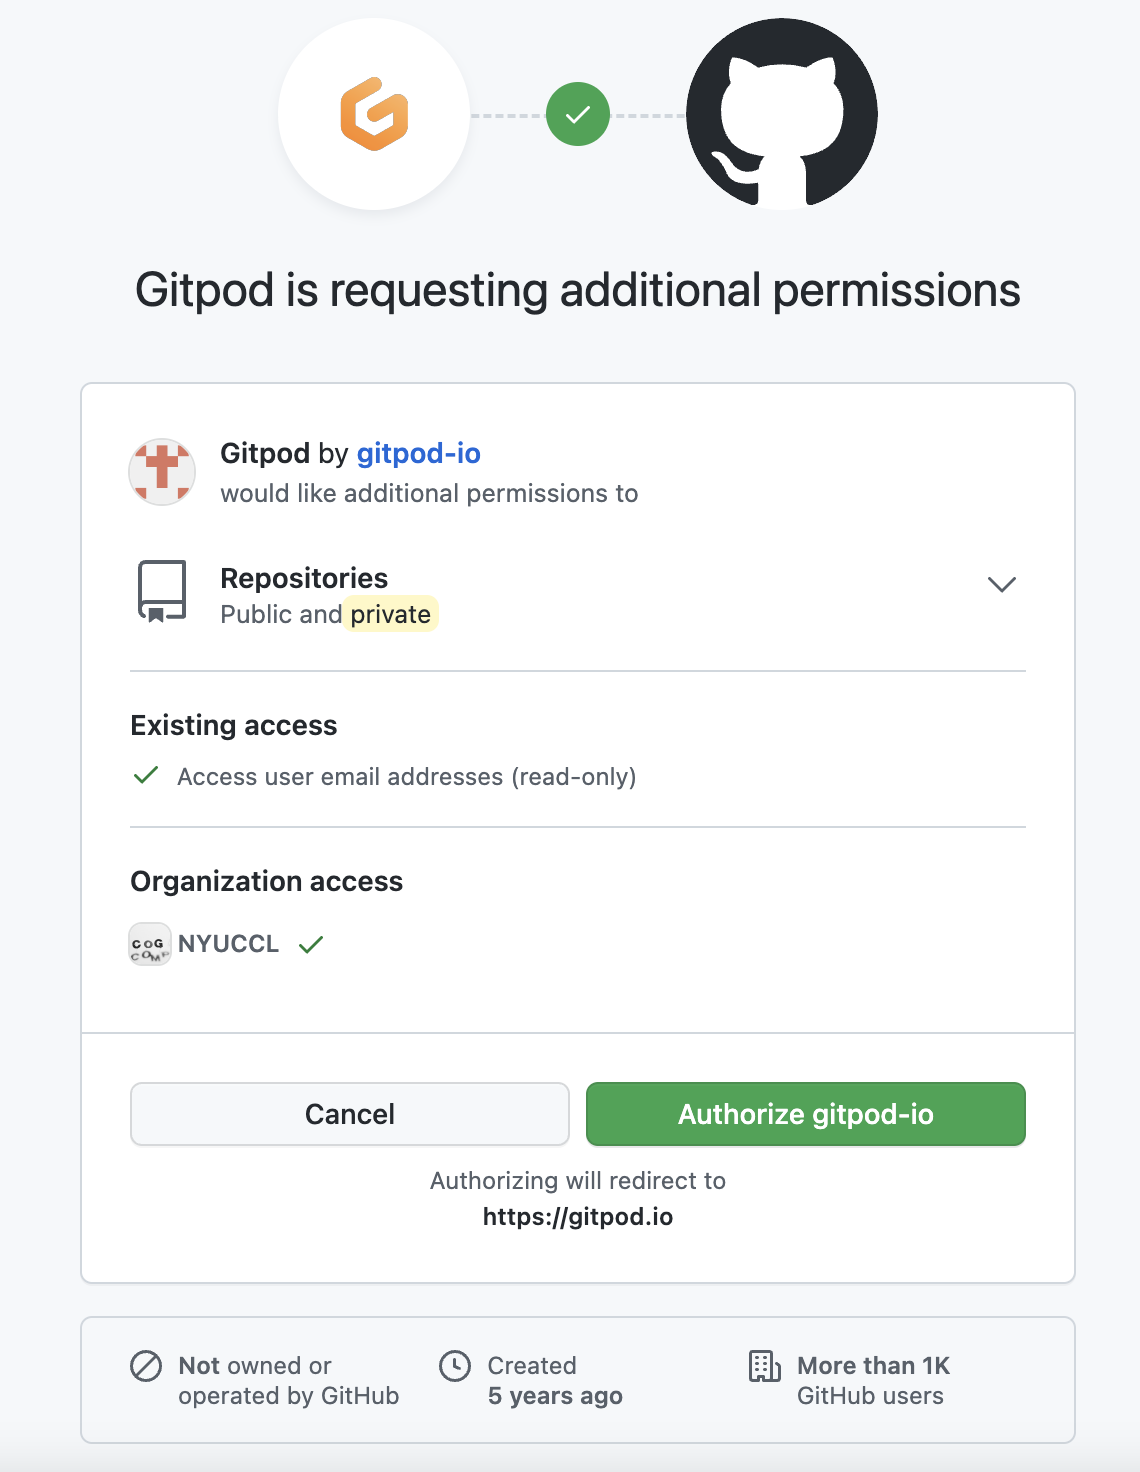 Gitpod is requesting additional permissions
Gitpod by gitpod-io
would like additional permissions to
Repositories
Public and private
Existing access
Access user email addresses (read-only)
Organization access
COG
COMP
NYUCCL
Cancel
Authorize gitpod-io
Authorizing will redirect to
https://gitpod.io
Not owned or
operated by GitHub
Created
5 years ago
More than 1K
GitHub users